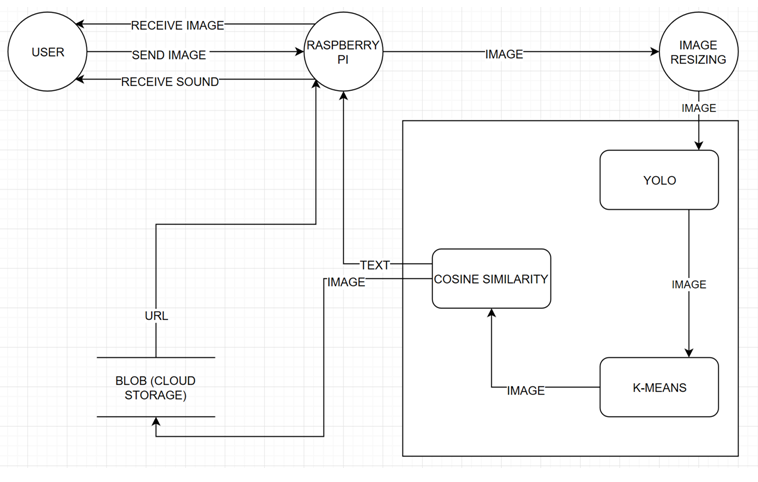 RECEIVE IMAGE
USER
SEND IMAGE
RASPBERRY
PI
IMAGE
IMAGE
RESIZING
RECEIVE SOUND
IMAGE
YOLO
TEXT
COSINE SIMILARITY
IMAGE
IMAGE
URL
BLOB (CLOUD
STORAGE)
IMAGE
K-MEANS